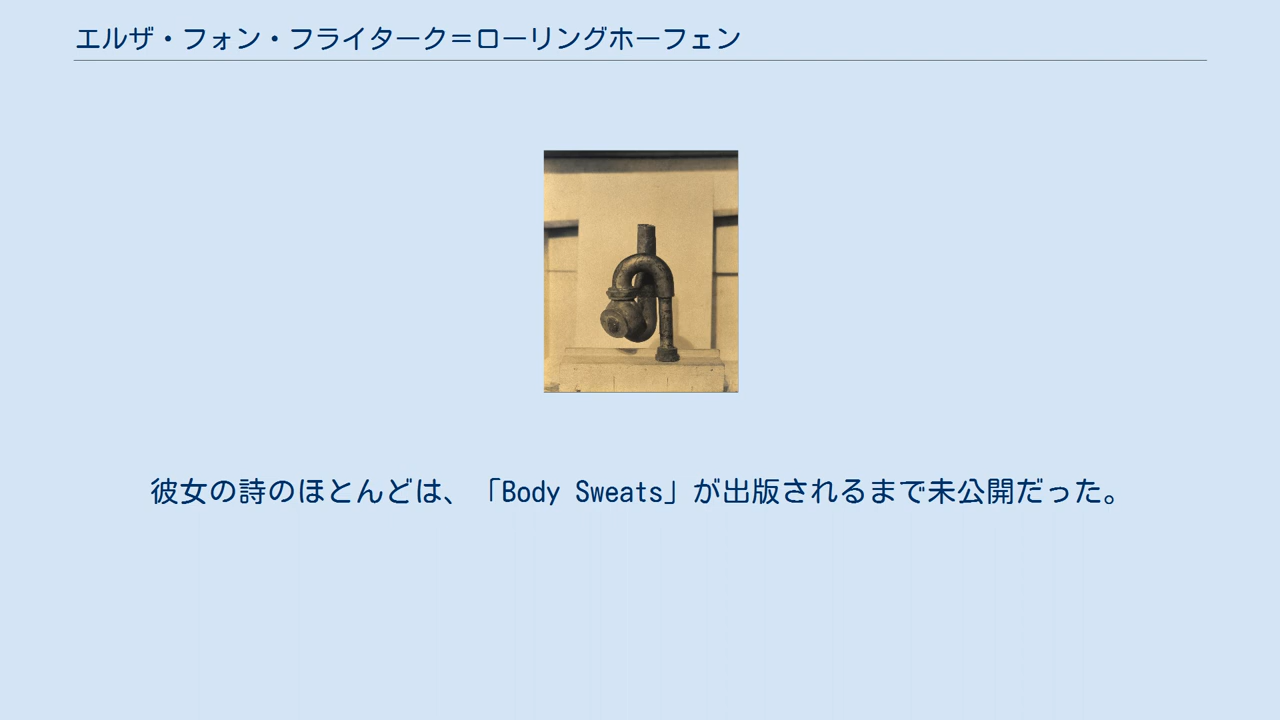 エルザ・フォン・フライターク＝ローリングホーフェン
彼女の詩のほとんどは、「Body Sweats」が出版されるまで未公開だった。